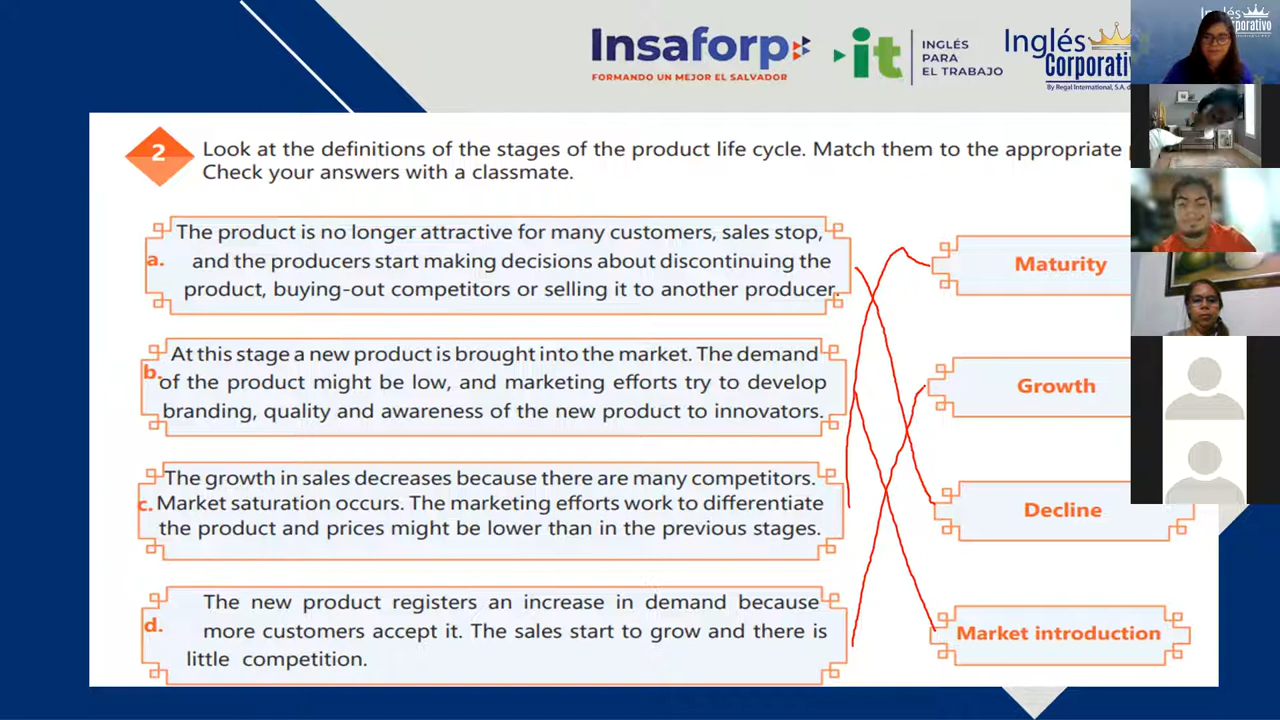 Insaforp
FORMANDO UN MEJOR EL SALVADOR
it
INGLÉS
PARA
EL TRABAJO
Inglés
Corporativ
By Regal International, S.A. d
2
Look at the definitions of the stages of the product life cycle. Match them to the appropriate
Check your answers with a classmate.
a.
The product is no longer attractive for many customers, sales stop,
and the producers start making decisions about discontinuing the
product, buying-out competitors or selling it to another producer.
Maturity
b.
At this stage a new product is brought into the market. The demand
of the product might be low, and marketing efforts try to develop
branding, quality and awareness of the new product to innovators.
Growth
c.
The growth in sales decreases because there are many competitors.
Market saturation occurs. The marketing efforts work to differentiate
the product and prices might be lower than in the previous stages.
Decline
d.
The new product registers an increase in demand because
more customers accept it. The sales start to grow and there is
little competition.
Market introduction